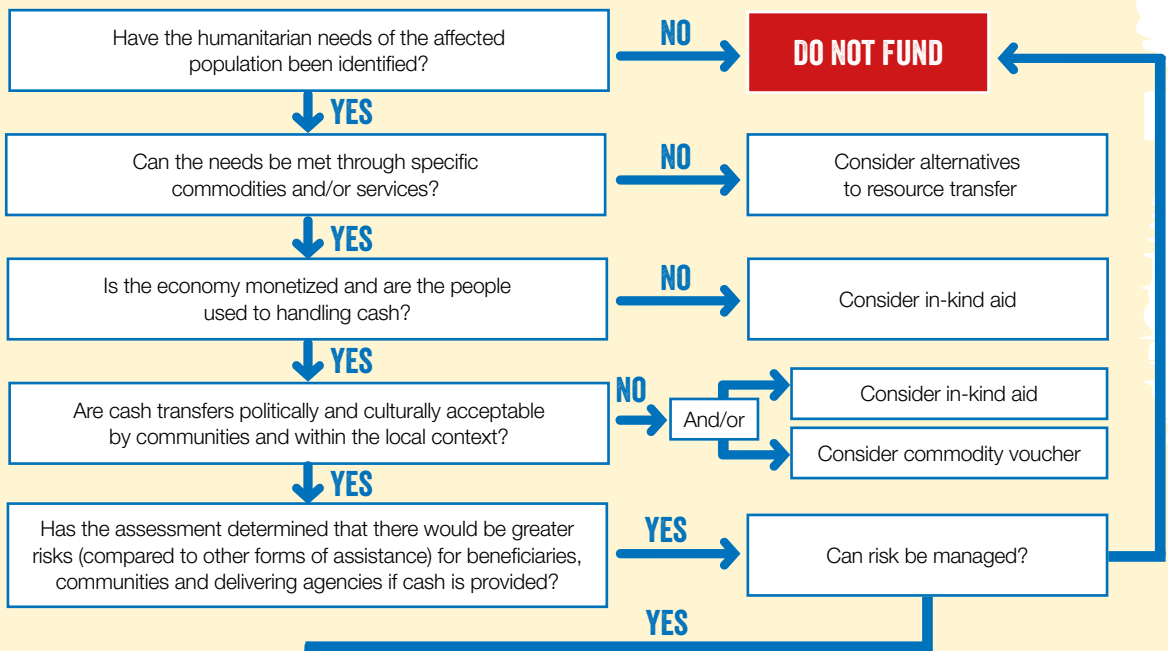 Have the humanitarian needs of the affected
population been identified?
NO
DO NOT FUND
YES
Can the needs be met through specific
commodities and/or services?
NO
Consider alternatives
to resource transfer
YES
Is the economy monetized and are the people
used to handling cash?
NO
Consider in-kind aid
YES
Are cash transfers politically and culturally acceptable
by communities and within the local context?
NO
And/or
Consider in-kind aid
Consider commodity voucher
YES
Has the assessment determined that there would be greater
risks (compared to other forms of assistance) for beneficiaries,
communities and delivering agencies if cash is provided?
YES
Can risk be managed?
YES